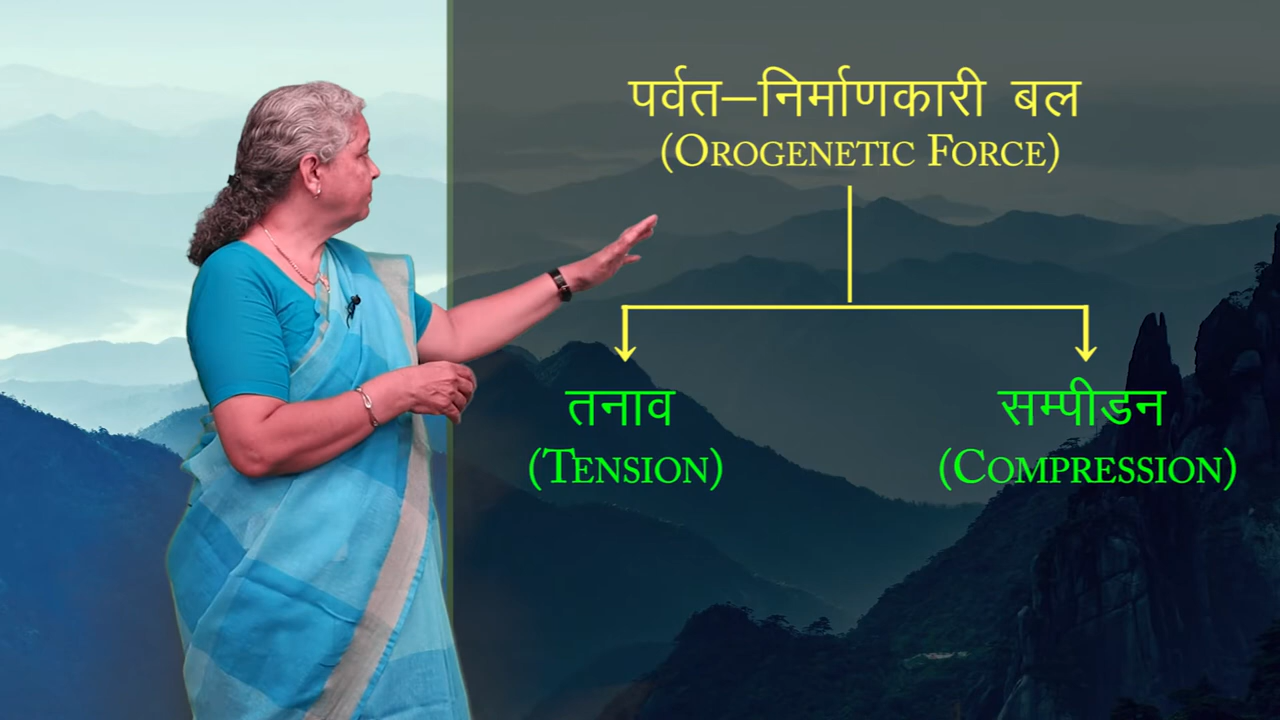 पर्वत–निर्माणकारी बल
(Orogenetic Force)
तनाव
(Tension)
सम्पीडन
(Compression)